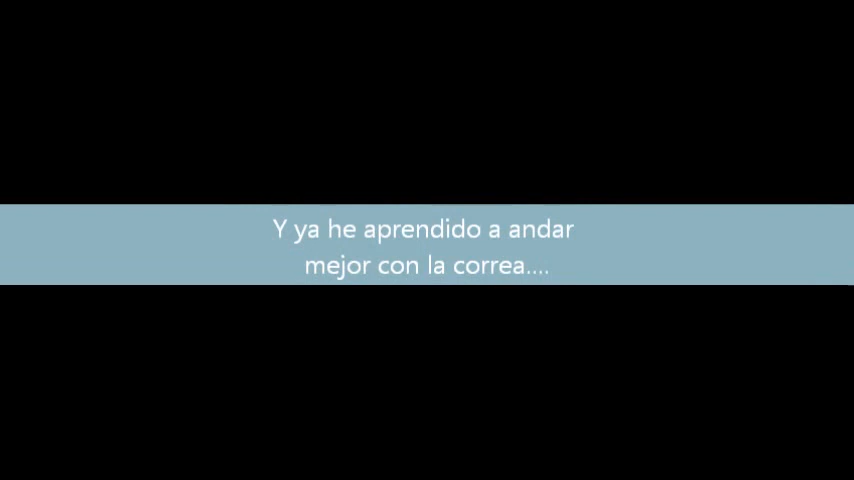 Y ya he aprendido a andar
mejor con la correa....